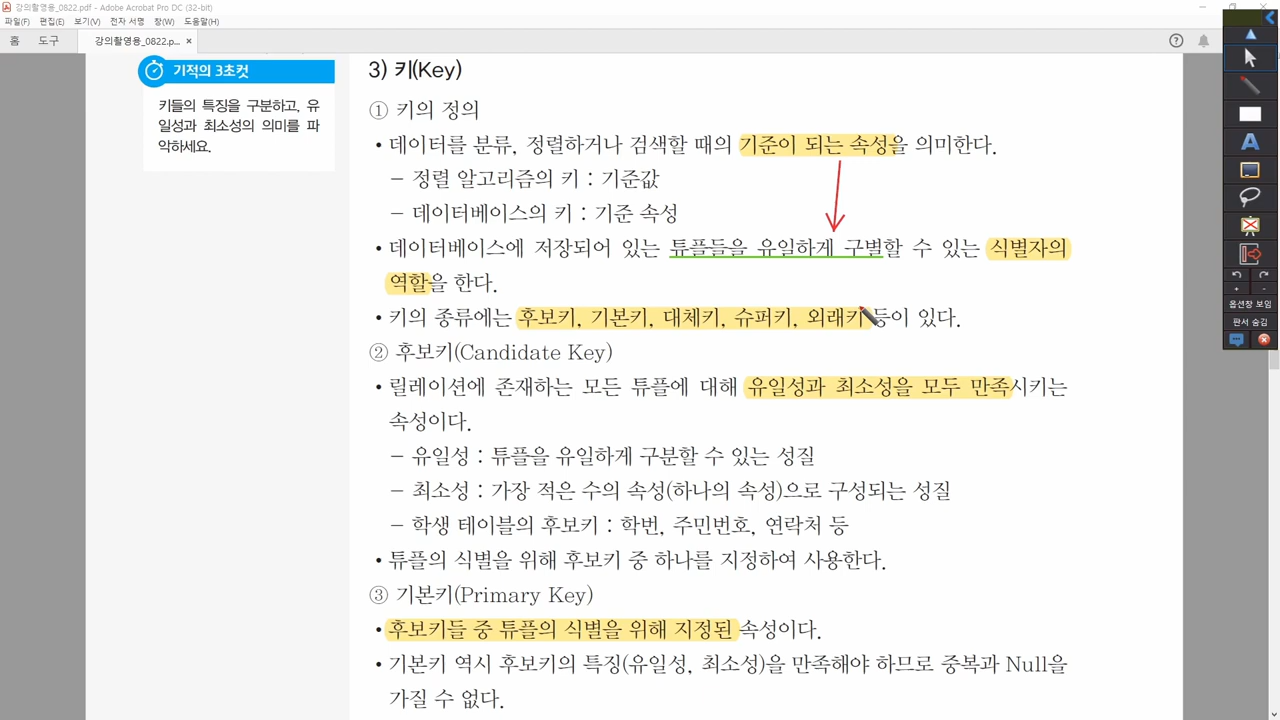 강의촬영용_0822.pdf - Adobe Acrobat Pro DC (32-bit)
파일(F) 편집(E) 보기(V) 전자 서명 창(W) 도움말(H)
홈 도구 강의촬영용_0822.p... ×
기적의 3초컷
키들의 특징을 구분하고, 유
일성과 최소성의 의미를 파
악하세요.
3) 키(Key)
① 키의 정의
• 데이터를 분류, 정렬하거나 검색할 때의 기준이 되는 속성을 의미한다.
- 정렬 알고리즘의 키 : 기준값
- 데이터베이스의 키 : 기준 속성
• 데이터베이스에 저장되어 있는 튜플들을 유일하게 구별할 수 있는 식별자의
역할을 한다.
• 키의 종류에는 후보키, 기본키, 대체키, 슈퍼키, 외래키 등이 있다.
② 후보키(Candidate Key)
• 릴레이션에 존재하는 모든 튜플에 대해 유일성과 최소성을 모두 만족시키는
속성이다.
- 유일성 : 튜플을 유일하게 구분할 수 있는 성질
- 최소성 : 가장 적은 수의 속성(하나의 속성)으로 구성되는 성질
- 학생 테이블의 후보키 : 학번, 주민번호, 연락처 등
• 튜플의 식별을 위해 후보키 중 하나를 지정하여 사용한다.
③ 기본키(Primary Key)
• 후보키들 중 튜플의 식별을 위해 지정된 속성이다.
• 기본키 역시 후보키의 특징(유일성, 최소성)을 만족해야 하므로 중복과 Null을
가질 수 없다.
A
+ -
옵션창 보임
판서 숨김